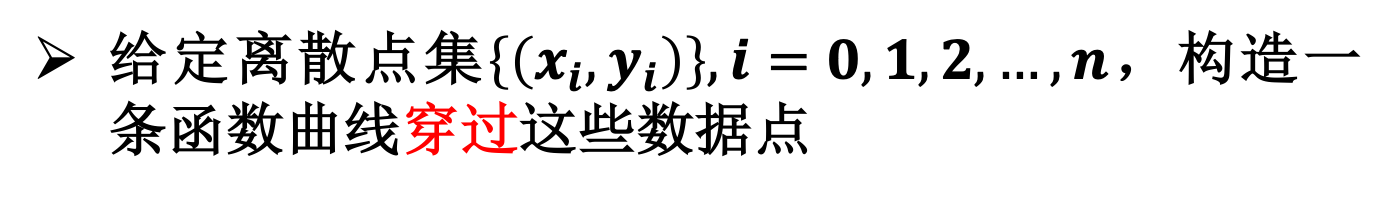 ➢ 给定离散点集{(xᵢ, yᵢ)}, i = 0, 1, 2, … , n，构造一
条函数曲线穿过这些数据点